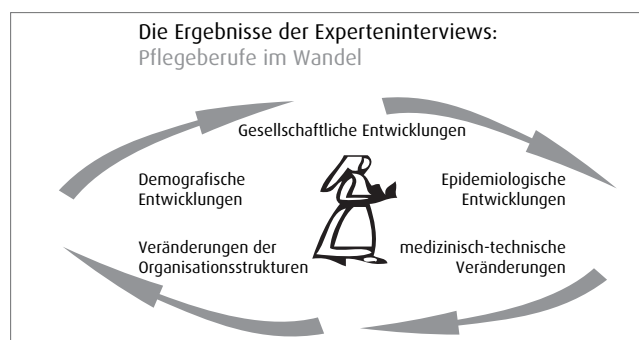 Die Ergebnisse der Experteninterviews:
Pflegeberufe im Wandel
Gesellschaftliche Entwicklungen
Demografische
Entwicklungen
Epidemiologische
Entwicklungen
Veränderungen der
Organisationsstrukturen
medizinisch-technische
Veränderungen